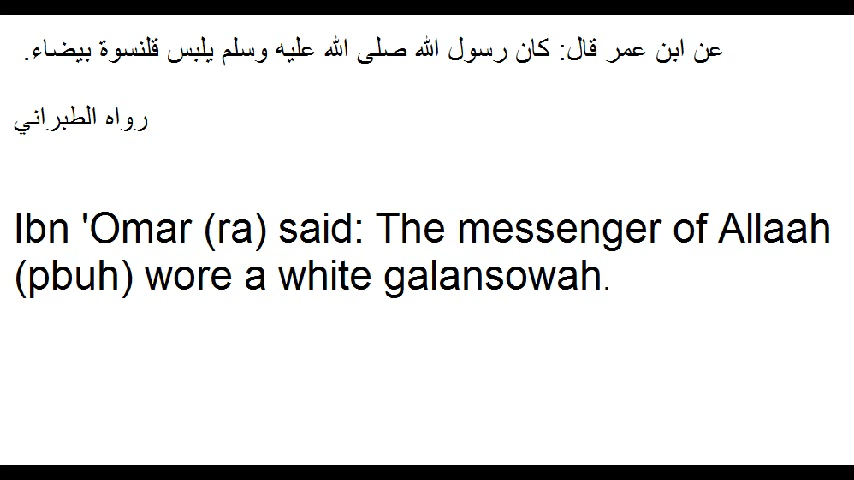 عن ابن عمر قال: كان رسول الله صلى الله عليه وسلم يلبس قلنسوة بيضاء.
رواه الطبراني
Ibn 'Omar (ra) said: The messenger of Allaah
(pbuh) wore a white galansowah.